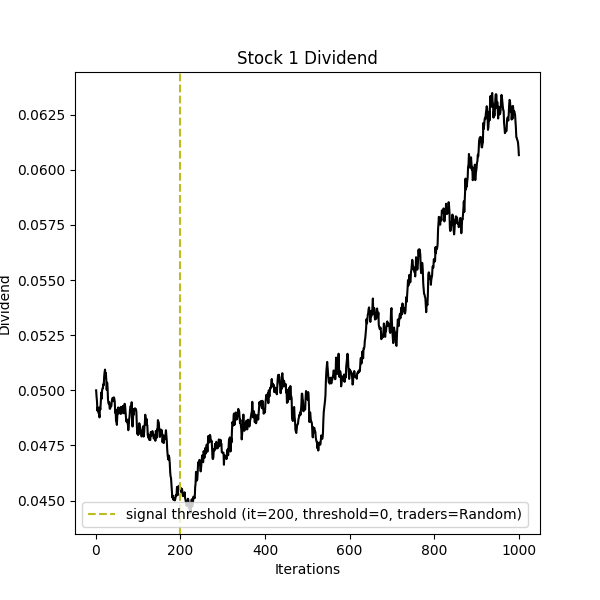 Stock 1 Dividend
0.0625
0.0600
0.0575
0.0550
0.0525
0.0500
0.0475
0.0450
Dividend
signal threshold (it=200, threshold=0, traders=Random)
0 200 400 600 800 1000
Iterations